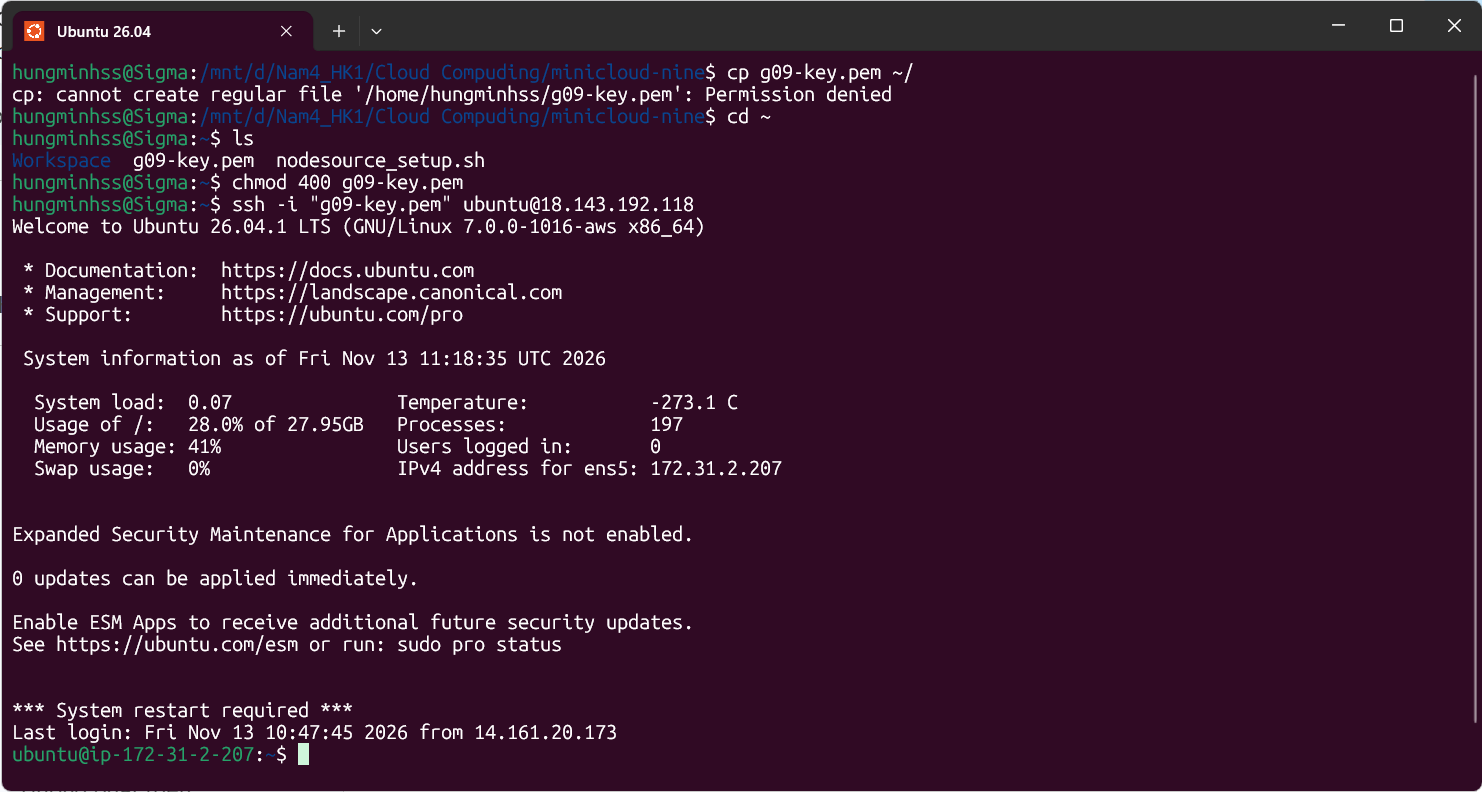 Ubuntu 26.04
hungminhss@Sigma:/mnt/d/Nam4_HK1/Cloud Compuding/minicloud-nine$ cp g09-key.pem ~/
cp: cannot create regular file '/home/hungminhss/g09-key.pem': Permission denied
hungminhss@Sigma:/mnt/d/Nam4_HK1/Cloud Compuding/minicloud-nine$ cd ~
hungminhss@Sigma:~$ ls
Workspace  g09-key.pem  nodesource_setup.sh
hungminhss@Sigma:~$ chmod 400 g09-key.pem
hungminhss@Sigma:~$ ssh -i "g09-key.pem" ubuntu@18.143.192.118
Welcome to Ubuntu 26.04.1 LTS (GNU/Linux 7.0.0-1016-aws x86_64)
* Documentation:  https://docs.ubuntu.com
* Management:     https://landscape.canonical.com
* Support:        https://ubuntu.com/pro
System information as of Fri Nov 13 11:18:35 UTC 2026
System load:  0.07               Temperature:           -273.1 C
Usage of /:   28.0% of 27.95GB   Processes:             197
Memory usage: 41%                Users logged in:       0
Swap usage:   0%                 IPv4 address for ens5: 172.31.2.207
Expanded Security Maintenance for Applications is not enabled.
0 updates can be applied immediately.
Enable ESM Apps to receive additional future security updates.
See https://ubuntu.com/esm or run: sudo pro status
*** System restart required ***
Last login: Fri Nov 13 10:47:45 2026 from 14.161.20.173
ubuntu@ip-172-31-2-207:~$